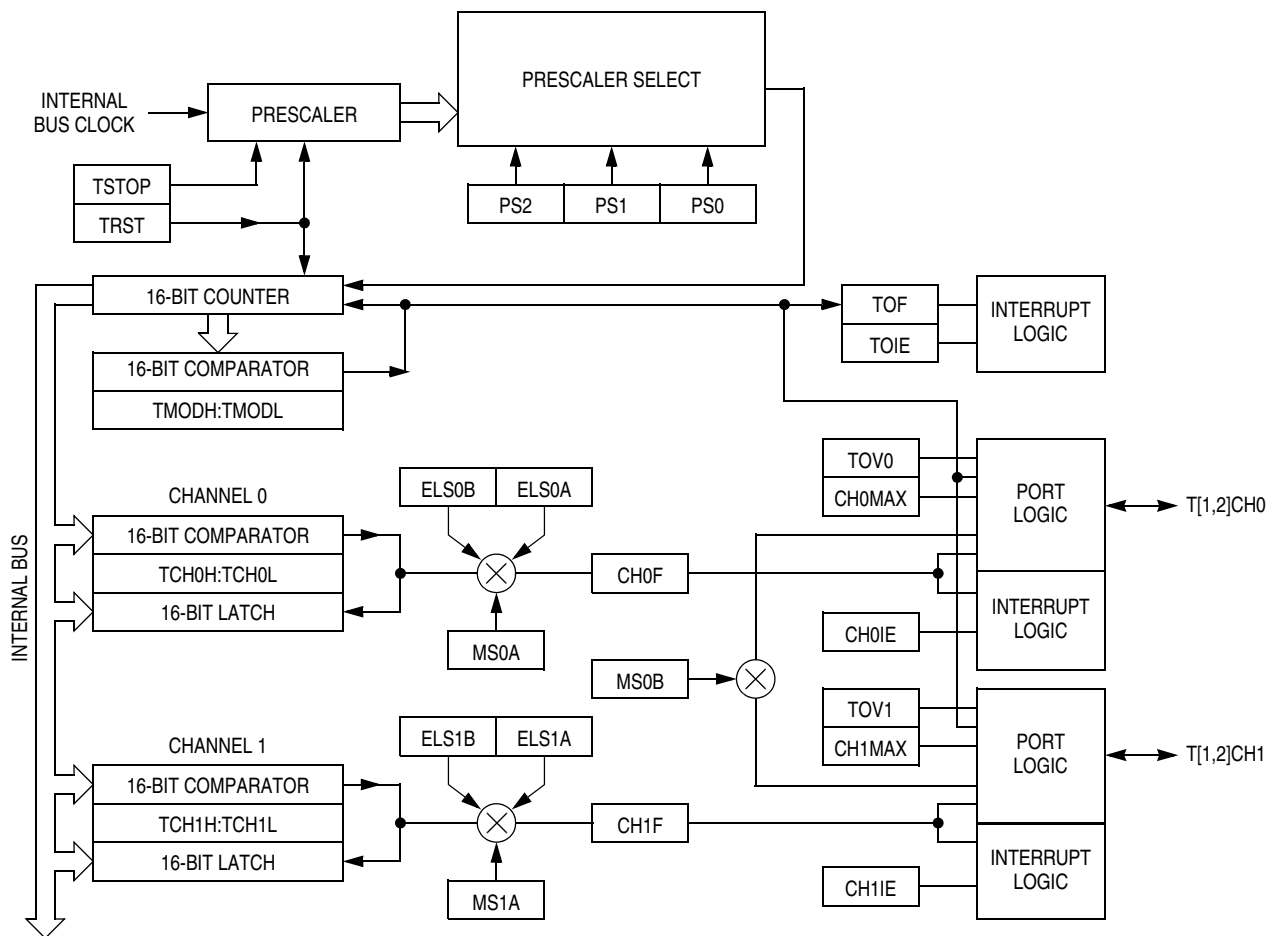 PRESCALER SELECT
INTERNAL
BUS CLOCK
PRESCALER
TSTOP
TRST
PS2
PS1
PS0
16-BIT COUNTER
16-BIT COMPARATOR
TMODH:TMODL
TOF
TOIE
INTERRUPT
LOGIC
INTERNAL BUS
CHANNEL 0
16-BIT COMPARATOR
TCH0H:TCH0L
16-BIT LATCH
ELS0B
ELS0A
MS0A
CH0F
TOV0
CH0MAX
PORT
LOGIC
T[1,2]CH0
INTERRUPT
LOGIC
CH0IE
MS0B
CHANNEL 1
16-BIT COMPARATOR
TCH1H:TCH1L
16-BIT LATCH
ELS1B
ELS1A
MS1A
CH1F
TOV1
CH1MAX
PORT
LOGIC
T[1,2]CH1
INTERRUPT
LOGIC
CH1IE